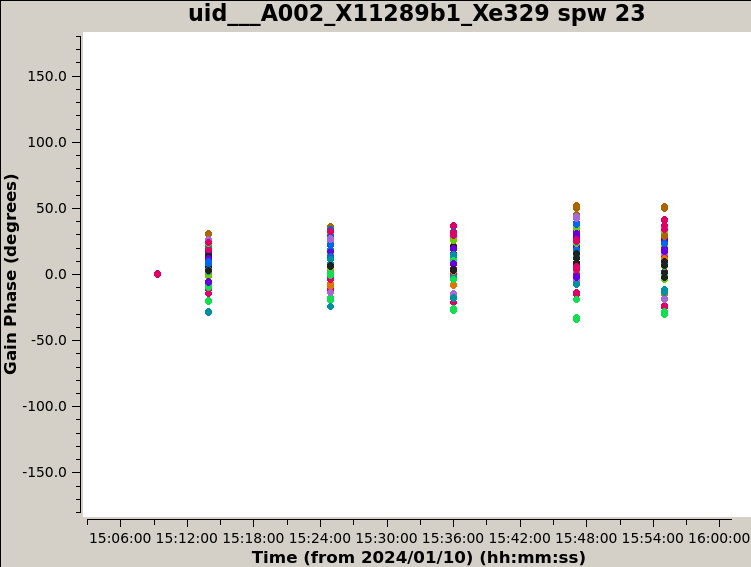 uid___A002_X11289b1_Xe329 spw 23
150.0
100.0
50.0
0.0
-50.0
-100.0
-150.0
Gain Phase (degrees)
15:06:00 15:12:00 15:18:00 15:24:00 15:30:00 15:36:00 15:42:00 15:48:00 15:54:00 16:00:00
Time (from 2024/01/10) (hh:mm:ss)